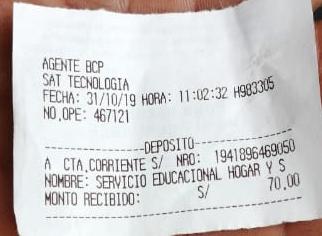 AGENTE BCP
SAT TECNOLOGIA
FECHA: 31/10/19 HORA: 11:02:32 H983305
NO.OPE: 467121
--------------DEPOSITO--------------
A CTA.CORRIENTE S/ NRO: 1941896469050
NOMBRE: SERVICIO EDUCACIONAL HOGAR Y S
MONTO RECIBIDO: S/ 70.00
------------------------------------